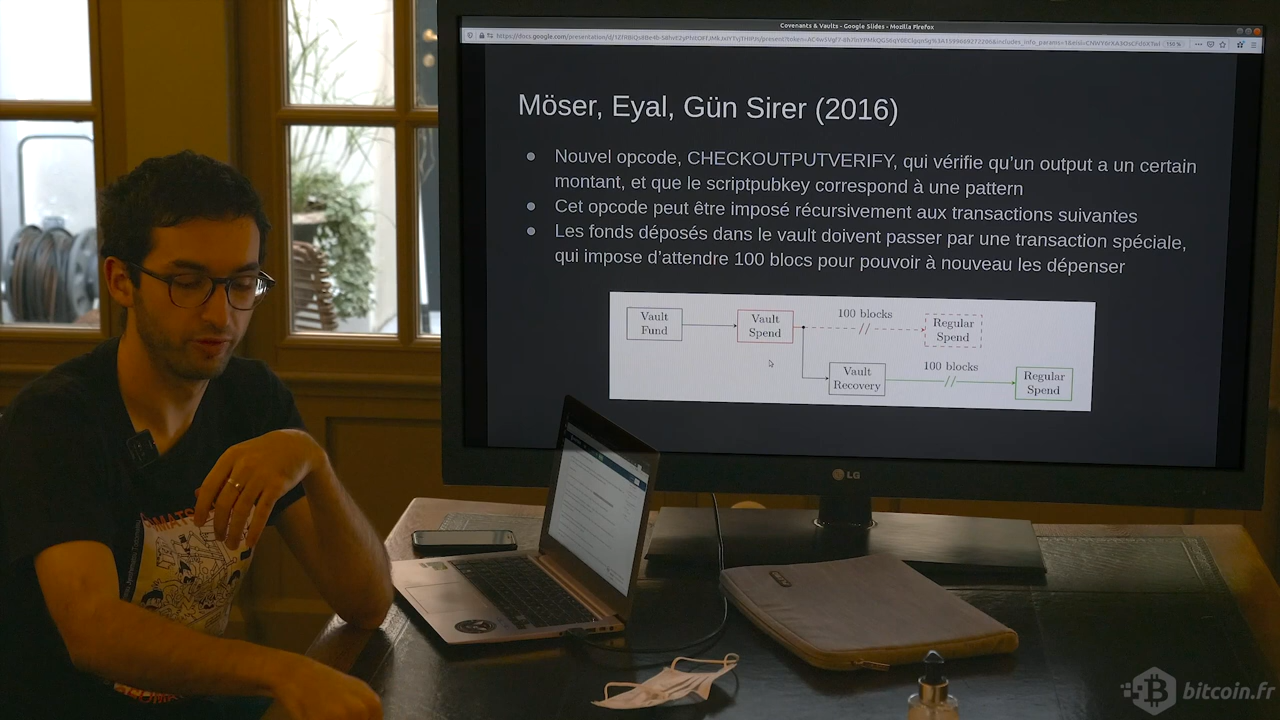 Covenants & Vaults - Google Slides - Mozilla Firefox
Möser, Eyal, Gün Sirer (2016)
Nouvel opcode, CHECKOUTPUTVERIFY, qui vérifie qu'un output a un certain
montant, et que le scriptpubkey correspond à une pattern
Cet opcode peut être imposé récursivement aux transactions suivantes
Les fonds déposés dans le vault doivent passer par une transaction spéciale,
qui impose d'attendre 100 blocs pour pouvoir à nouveau les dépenser
Vault
Fund
Vault
Spend
100 blocks
Regular
Spend
Vault
Recovery
100 blocks
Regular
Spend
LG
bitcoin.fr